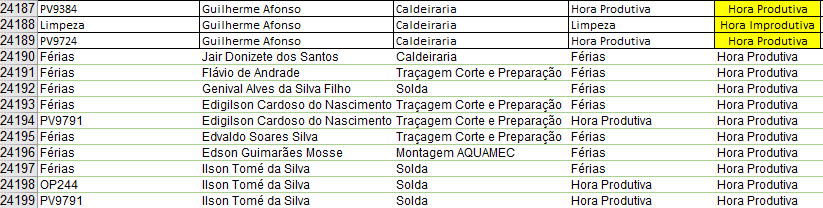 24187 PV9384 Guilherme Afonso Caldeiraria Hora Produtiva Hora Produtiva
24188 Limpeza Guilherme Afonso Caldeiraria Limpeza Hora Improdutiva
24189 PV9724 Guilherme Afonso Caldeiraria Hora Produtiva Hora Produtiva
24190 Férias Jair Donizete dos Santos Caldeiraria Férias Hora Produtiva
24191 Férias Flávio de Andrade Traçagem Corte e Preparação Férias Hora Produtiva
24192 Férias Genival Alves da Silva Filho Solda Férias Hora Produtiva
24193 Férias Edigilson Cardoso do Nascimento Traçagem Corte e Preparação Férias Hora Produtiva
24194 PV9791 Edigilson Cardoso do Nascimento Traçagem Corte e Preparação Hora Produtiva Hora Produtiva
24195 Férias Edvaldo Soares Silva Traçagem Corte e Preparação Férias Hora Produtiva
24196 Férias Edson Guimarães Mosse Montagem AQUAMEC Férias Hora Produtiva
24197 Férias Ilson Tomé da Silva Solda Férias Hora Produtiva
24198 OP244 Ilson Tomé da Silva Solda Hora Produtiva Hora Produtiva
24199 PV9791 Ilson Tomé da Silva Solda Hora Produtiva Hora Produtiva